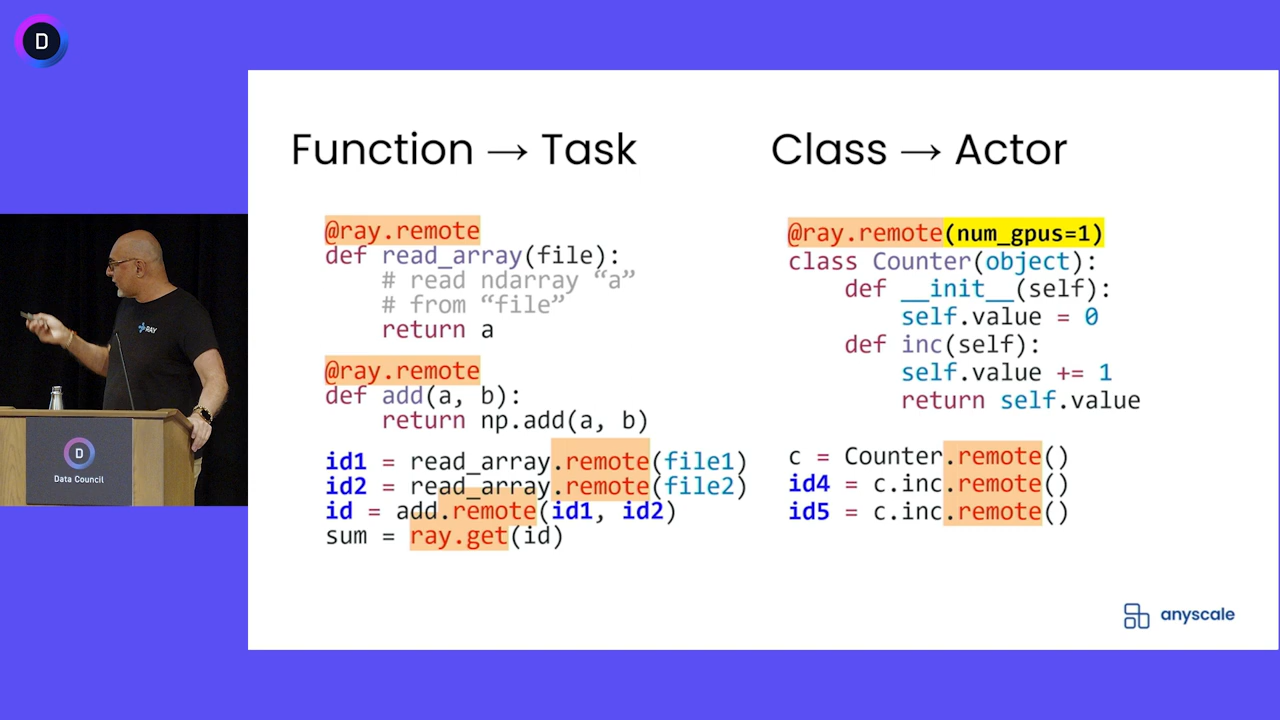 D
Function → Task
@ray.remote
def read_array(file):
# read ndarray “a”
# from “file”
return a
@ray.remote
def add(a, b):
return np.add(a, b)
id1 = read_array.remote(file1)
id2 = read_array.remote(file2)
id = add.remote(id1, id2)
sum = ray.get(id)
Class → Actor
@ray.remote(num_gpus=1)
class Counter(object):
def __init__(self):
self.value = 0
def inc(self):
self.value += 1
return self.value
c = Counter.remote()
id4 = c.inc.remote()
id5 = c.inc.remote()
anyscale
RAY
D
Data Council